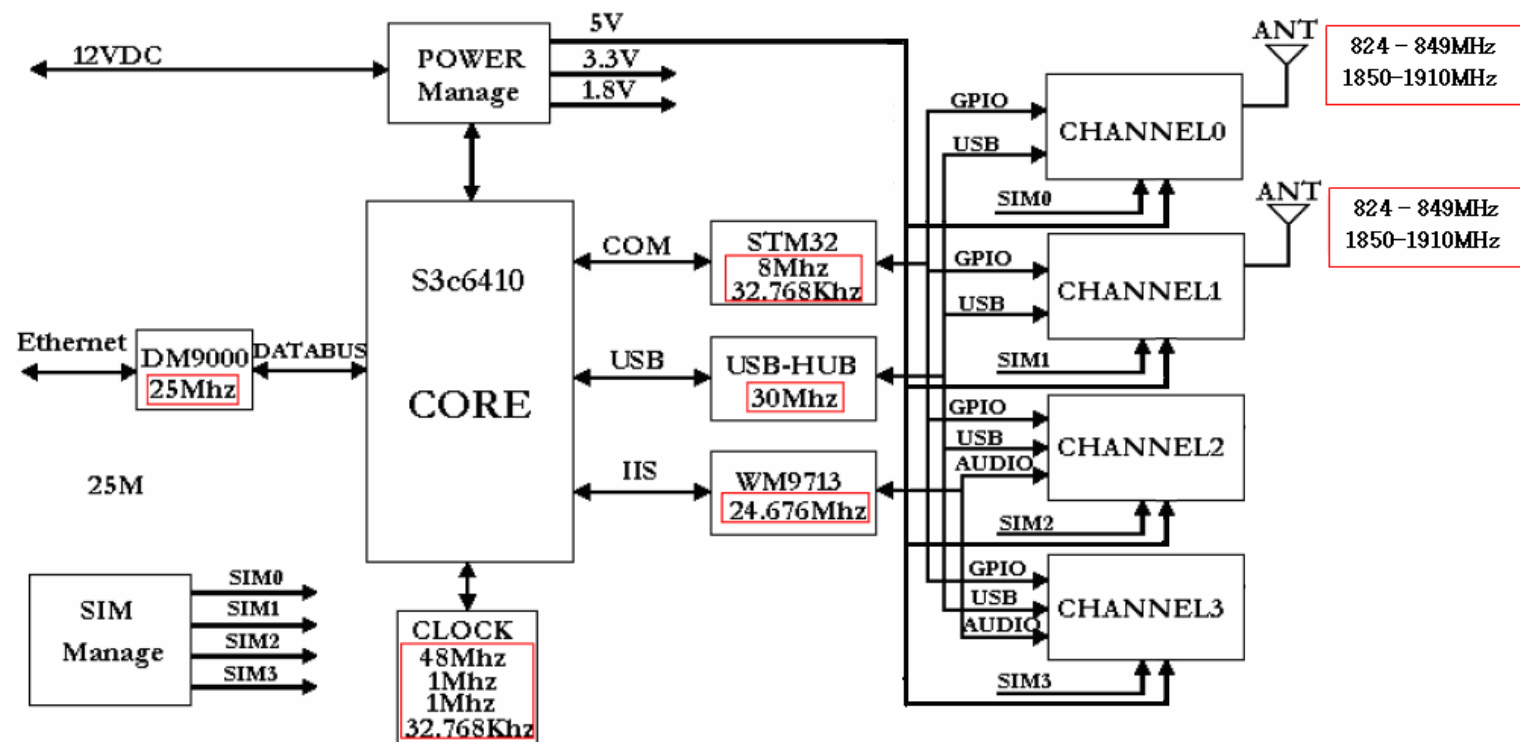 12VDC
POWER
Manage
5V
3.3V
1.8V
ANT
824 - 849MHz
1850-1910MHz
GPIO
USB
CHANNEL0
SIM0
ANT
824 - 849MHz
1850-1910MHz
GPIO
USB
CHANNEL1
SIM1
S3c6410
CORE
COM
STM32
8Mhz
32.768Khz
Ethernet
DM9000
25Mhz
DATABUS
USB
USB-HUB
30Mhz
GPIO
USB
AUDIO
CHANNEL2
SIM2
IIS
WM9713
24.676Mhz
25M
GPIO
USB
AUDIO
CHANNEL3
SIM3
SIM
Manage
SIM0
SIM1
SIM2
SIM3
CLOCK
48Mhz
1Mhz
1Mhz
32.768Khz